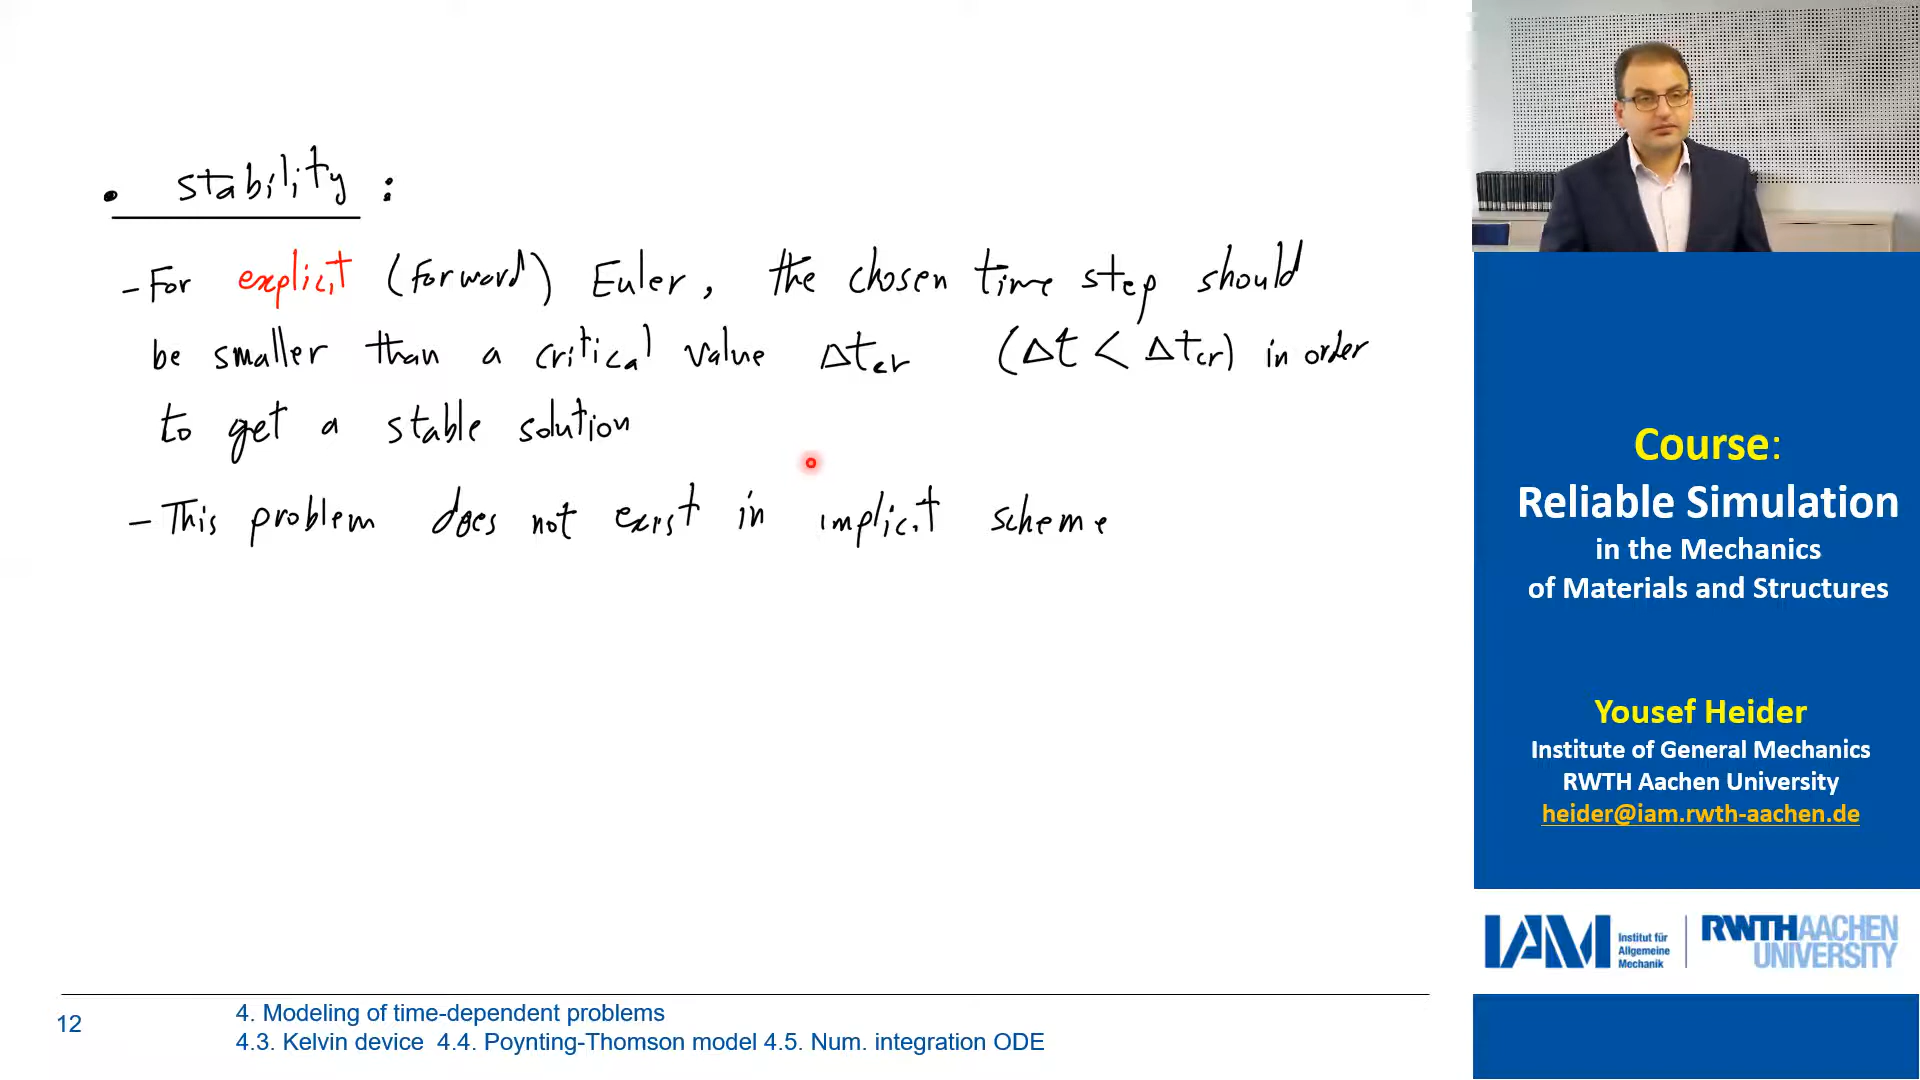 • stability :
- For explicit (forword) Euler, the chosen time step should
be smaller than a critical value Δtcr (Δt < Δtcr) in order
to get a stable solution
- This problem does not exist in implicit scheme
Course:
Reliable Simulation
in the Mechanics
of Materials and Structures
Yousef Heider
Institute of General Mechanics
RWTH Aachen University
heider@iam.rwth-aachen.de
IAM
Institut für
Allgemeine
Mechanik
RWTHAACHEN
UNIVERSITY
12
4. Modeling of time-dependent problems
4.3. Kelvin device 4.4. Poynting-Thomson model 4.5. Num. integration ODE